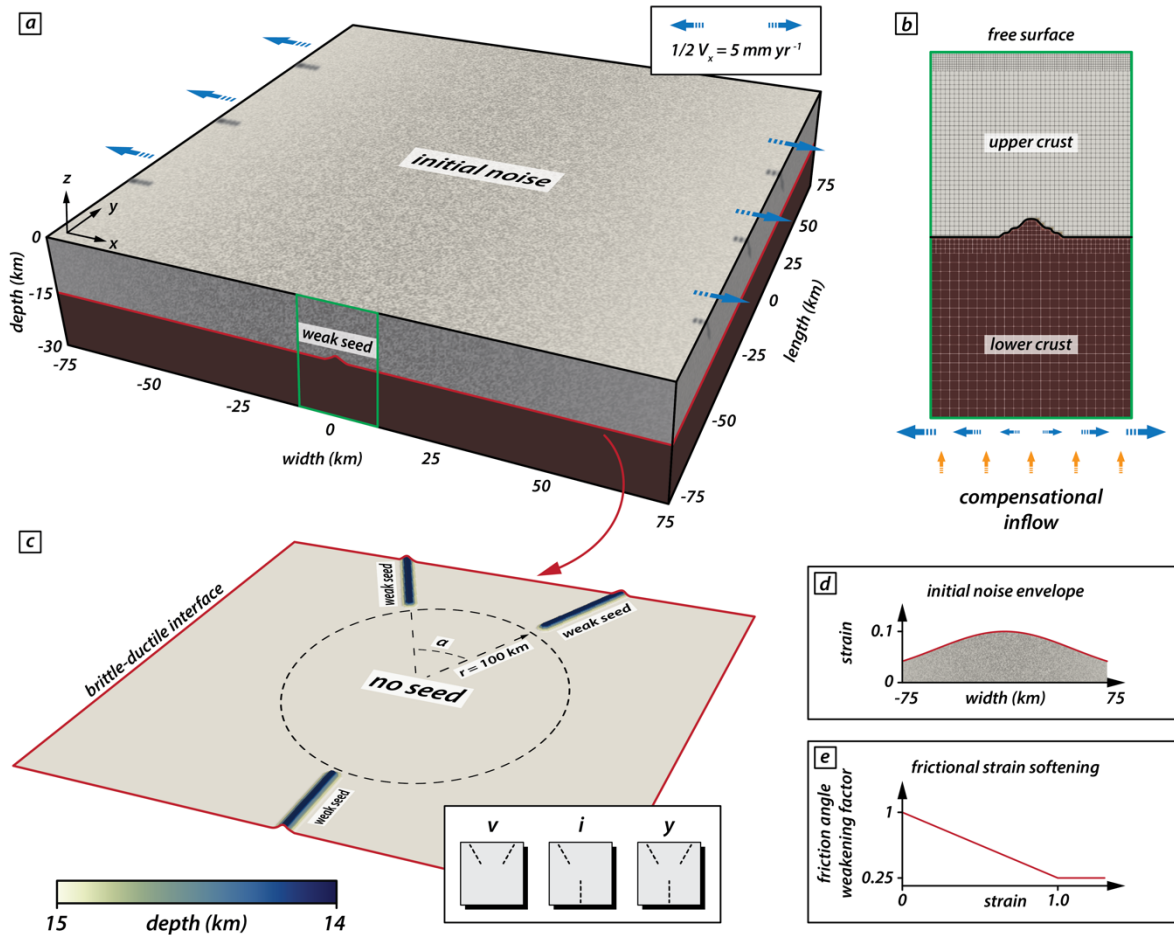 a
1/2 Vx = 5 mm yr -1
initial noise
z
y
x
0
-15
-30
depth (km)
weak seed
-75
-50
-25
0
25
50
75
width (km)
75
50
25
0
-25
-50
-75
length (km)
b
free surface
upper crust
lower crust
compensational
inflow
c
brittle-ductile interface
weak seed
weak seed
α
r = 100 km
no seed
weak seed
v i y
15 14
depth (km)
d
initial noise envelope
strain
0.1
0
-75 75
width (km)
e
frictional strain softening
friction angle
weakening factor
1
0.25
0 1.0
strain